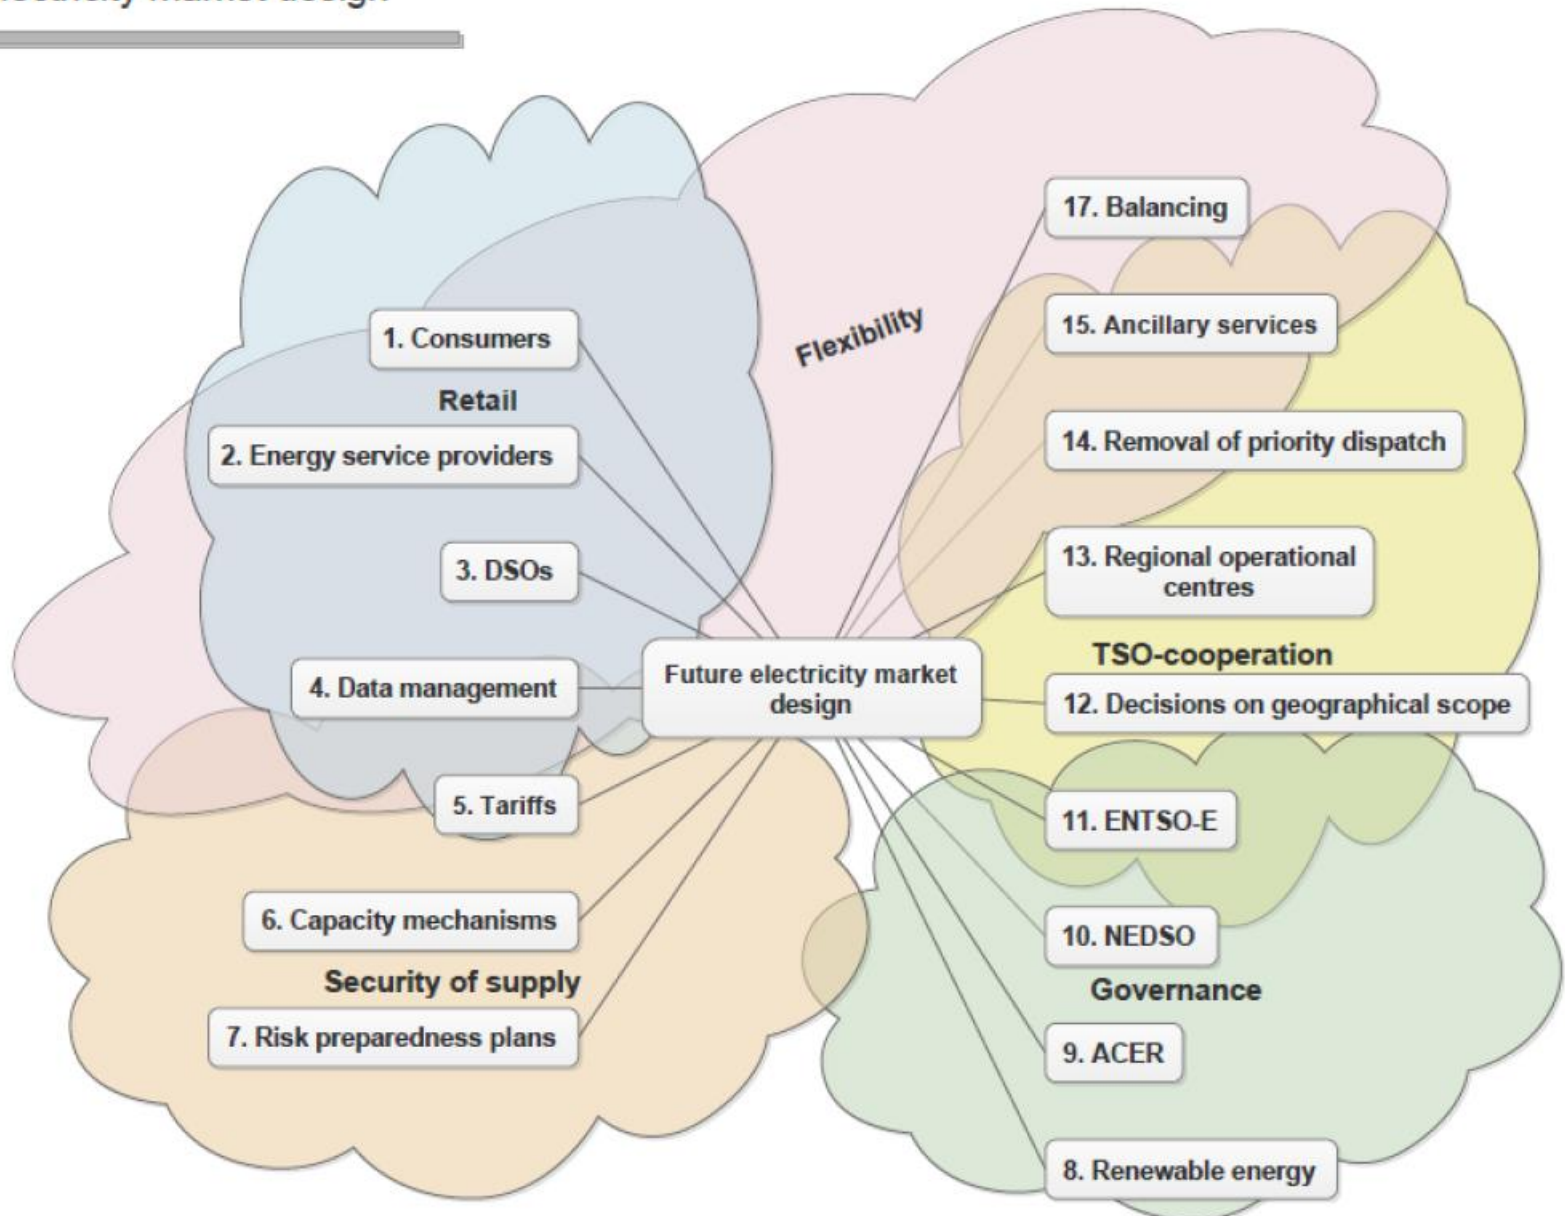 market design
1. Consumers
Retail
2. Energy service providers
3. DSOs
4. Data management
5. Tariffs
6. Capacity mechanisms
Security of supply
7. Risk preparedness plans
Flexibility
Future electricity market
design
17. Balancing
15. Ancillary services
14. Removal of priority dispatch
13. Regional operational
centres
TSO-cooperation
12. Decisions on geographical scope
11. ENTSO-E
10. NEDSO
Governance
9. ACER
8. Renewable energy